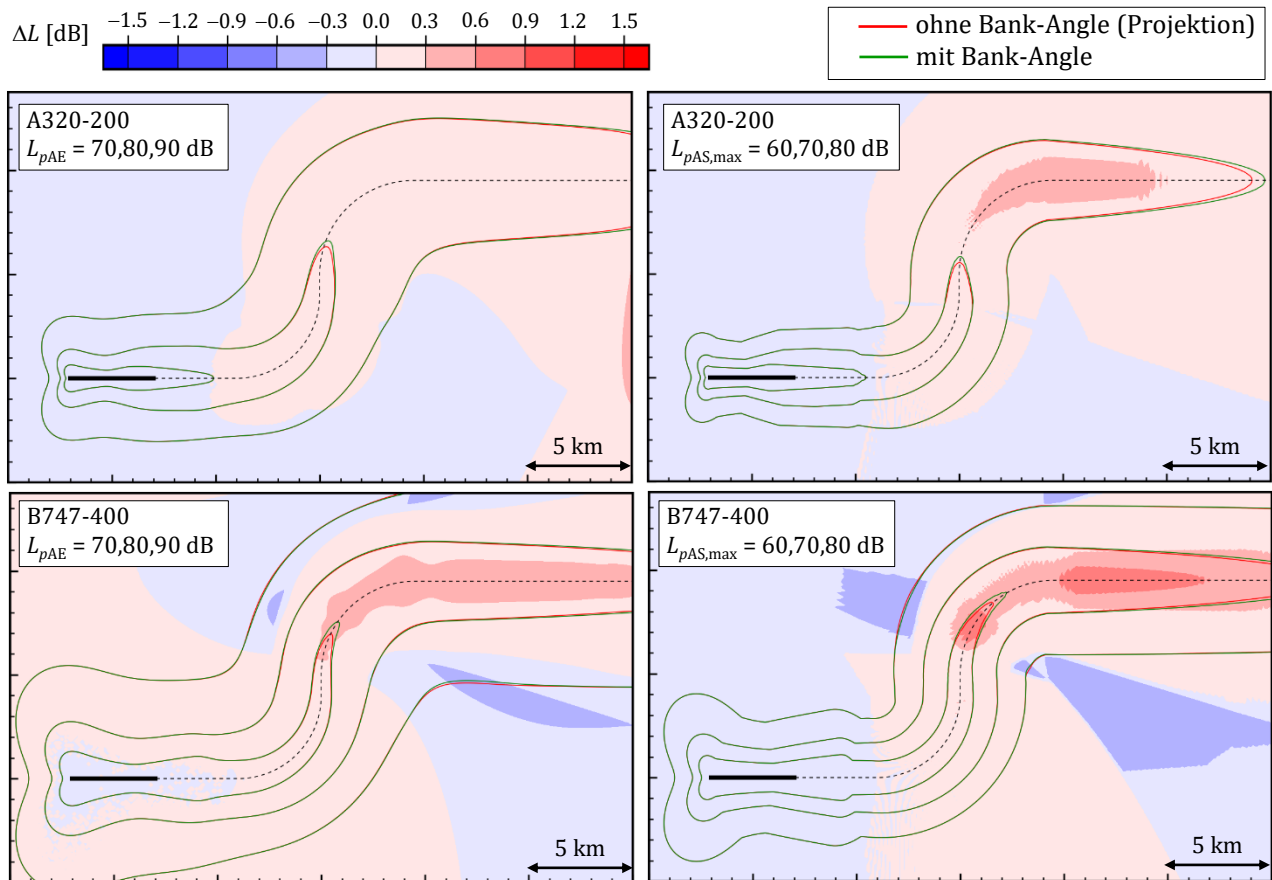 ΔL [dB]
−1.5 −1.2 −0.9 −0.6 −0.3 0.0 0.3 0.6 0.9 1.2 1.5
ohne Bank-Angle (Projektion)
mit Bank-Angle
A320-200
LpAE = 70,80,90 dB
5 km
A320-200
LpAS,max = 60,70,80 dB
5 km
B747-400
LpAE = 70,80,90 dB
5 km
B747-400
LpAS,max = 60,70,80 dB
5 km